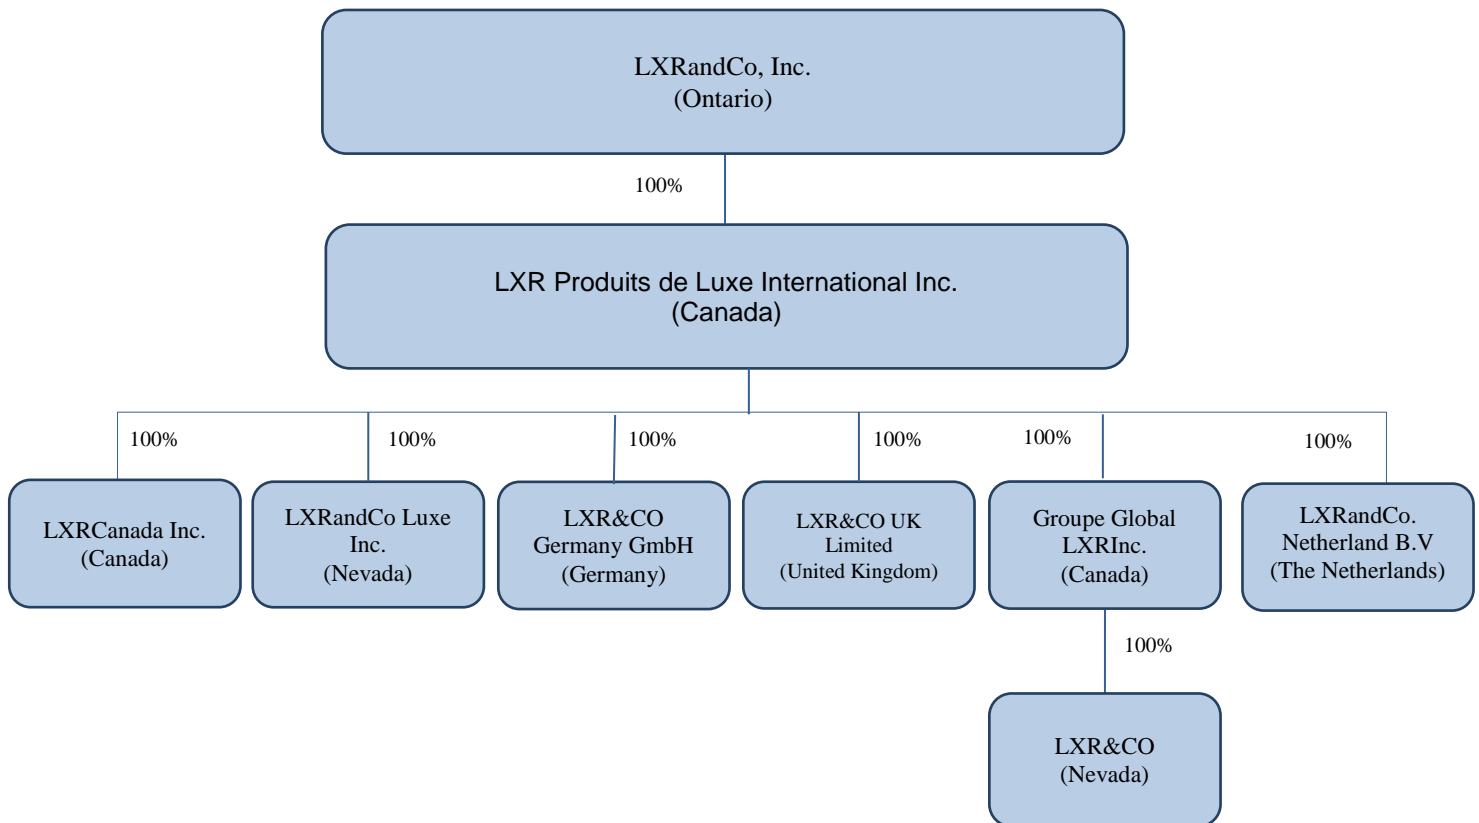 LXRandCo, Inc.
(Ontario)
100%
LXR Produits de Luxe International Inc.
(Canada)
100%
100%
100%
100%
100%
100%
LXRCanada Inc.
(Canada)
LXRandCo Luxe
Inc.
(Nevada)
LXR&CO
Germany GmbH
(Germany)
LXR&CO UK
Limited
(United Kingdom)
Groupe Global
LXRInc.
(Canada)
LXRandCo.
Netherland B.V
(The Netherlands)
100%
LXR&CO
(Nevada)